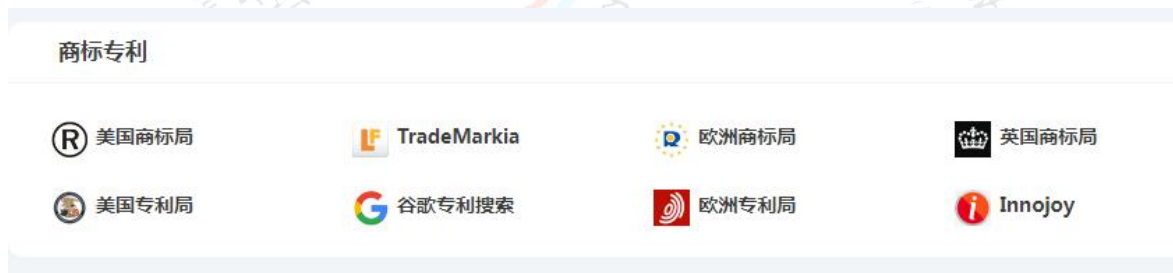 商标专利
美国商标局 TradeMarkia 欧洲商标局 英国商标局
美国专利局 谷歌专利搜索 欧洲专利局 Innojoy